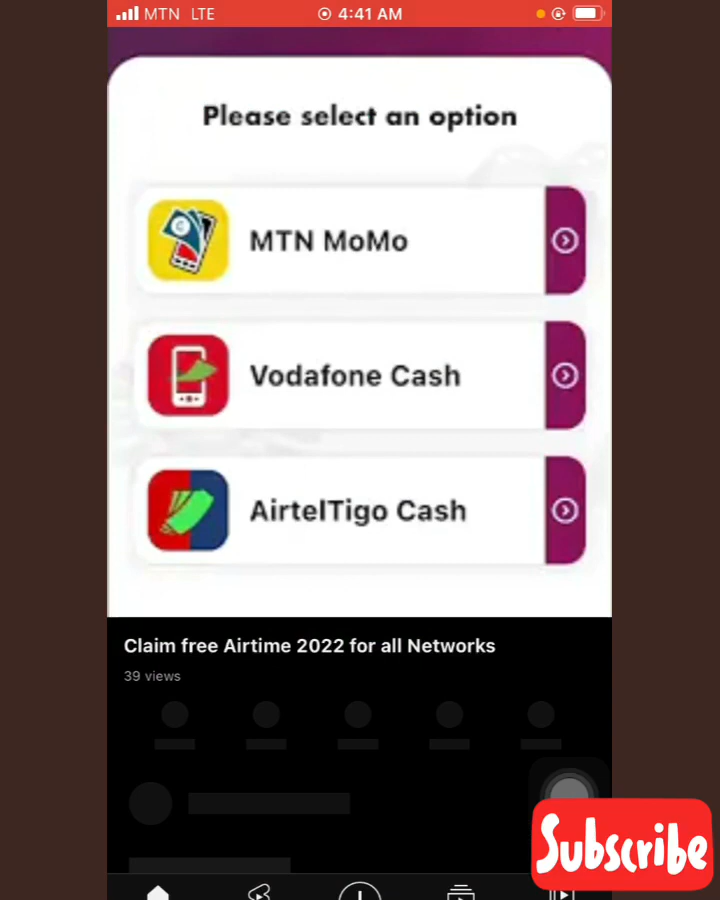 MTN LTE 4:41 AM
Please select an option
MTN MoMo
Vodafone Cash
AirtelTigo Cash
Claim free Airtime 2022 for all Networks
39 views
Subscribe